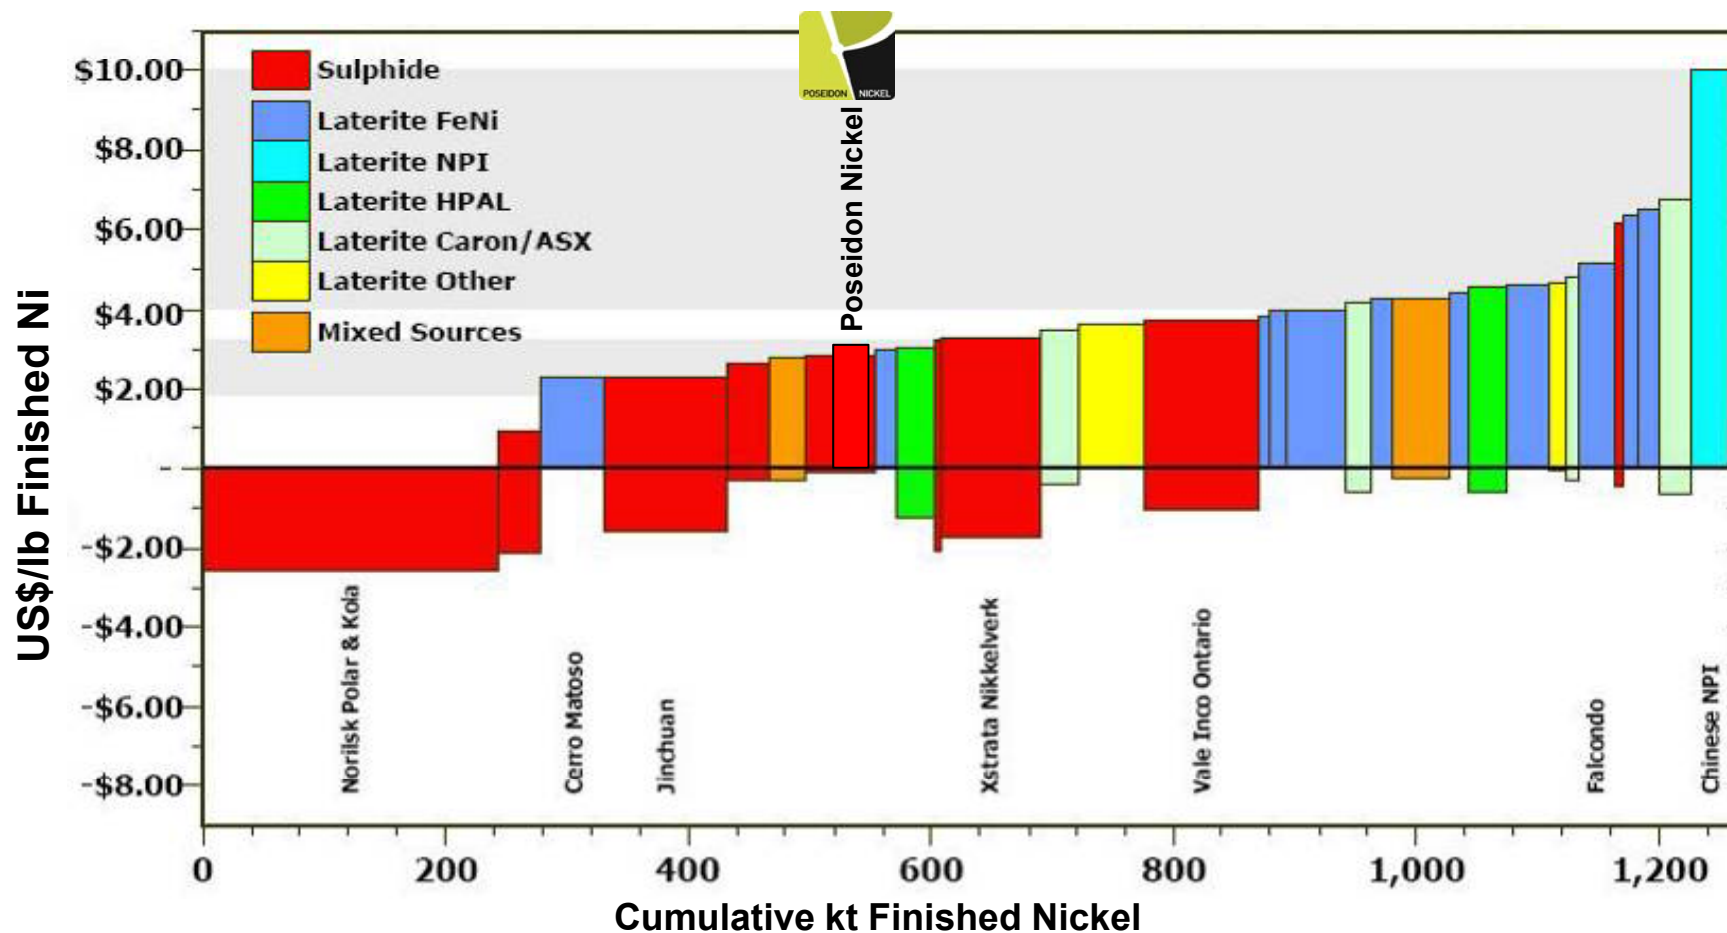 POSEIDON NICKEL
Poseidon Nickel
Sulphide
Laterite FeNi
Laterite NPI
Laterite HPAL
Laterite Caron/ASX
Laterite Other
Mixed Sources
US$/lb Finished Ni
$10.00
$8.00
$6.00
$4.00
$2.00
-
-$2.00
-$4.00
-$6.00
-$8.00
Norilsk Polar & Kola
Cerro Matoso
Jinchuan
Xstrata Nikkelverk
Vale Inco Ontario
Falcondo
Chinese NPI
0 200 400 600 800 1,000 1,200
Cumulative kt Finished Nickel